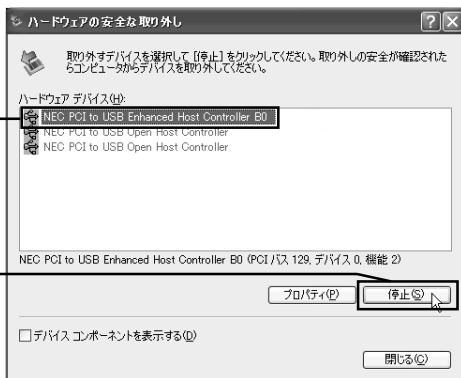 ハードウェアの安全な取り外し
取り外すデバイスを選択して [停止] をクリックしてください。取り外しの安全が確認された
らコンピュータからデバイスを取り外してください。
ハードウェア デバイス(H):
NEC PCI to USB Enhanced Host Controller B0
NEC PCI to USB Open Host Controller
NEC PCI to USB Open Host Controller
NEC PCI to USB Enhanced Host Controller B0 (PCI バス 129, デバイス 0, 機能 2)
プロパティ(P)
停止(S)
デバイス コンポーネントを表示する(D)
閉じる(C)